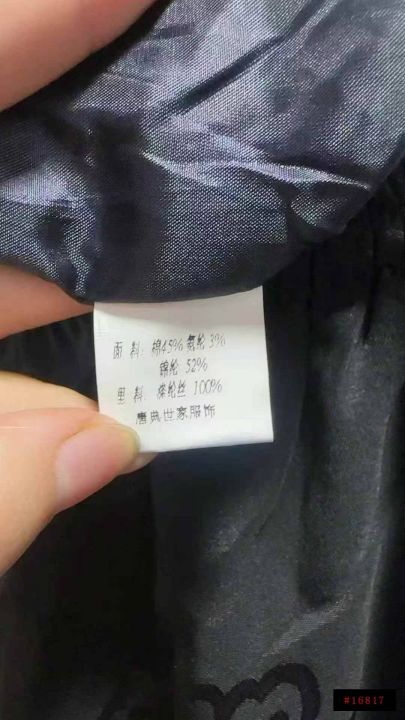 面 料: 棉45% 氨纶 3%
锦纶 52%
里 料: 涤纶丝 100%
唐典世家服饰
#16817